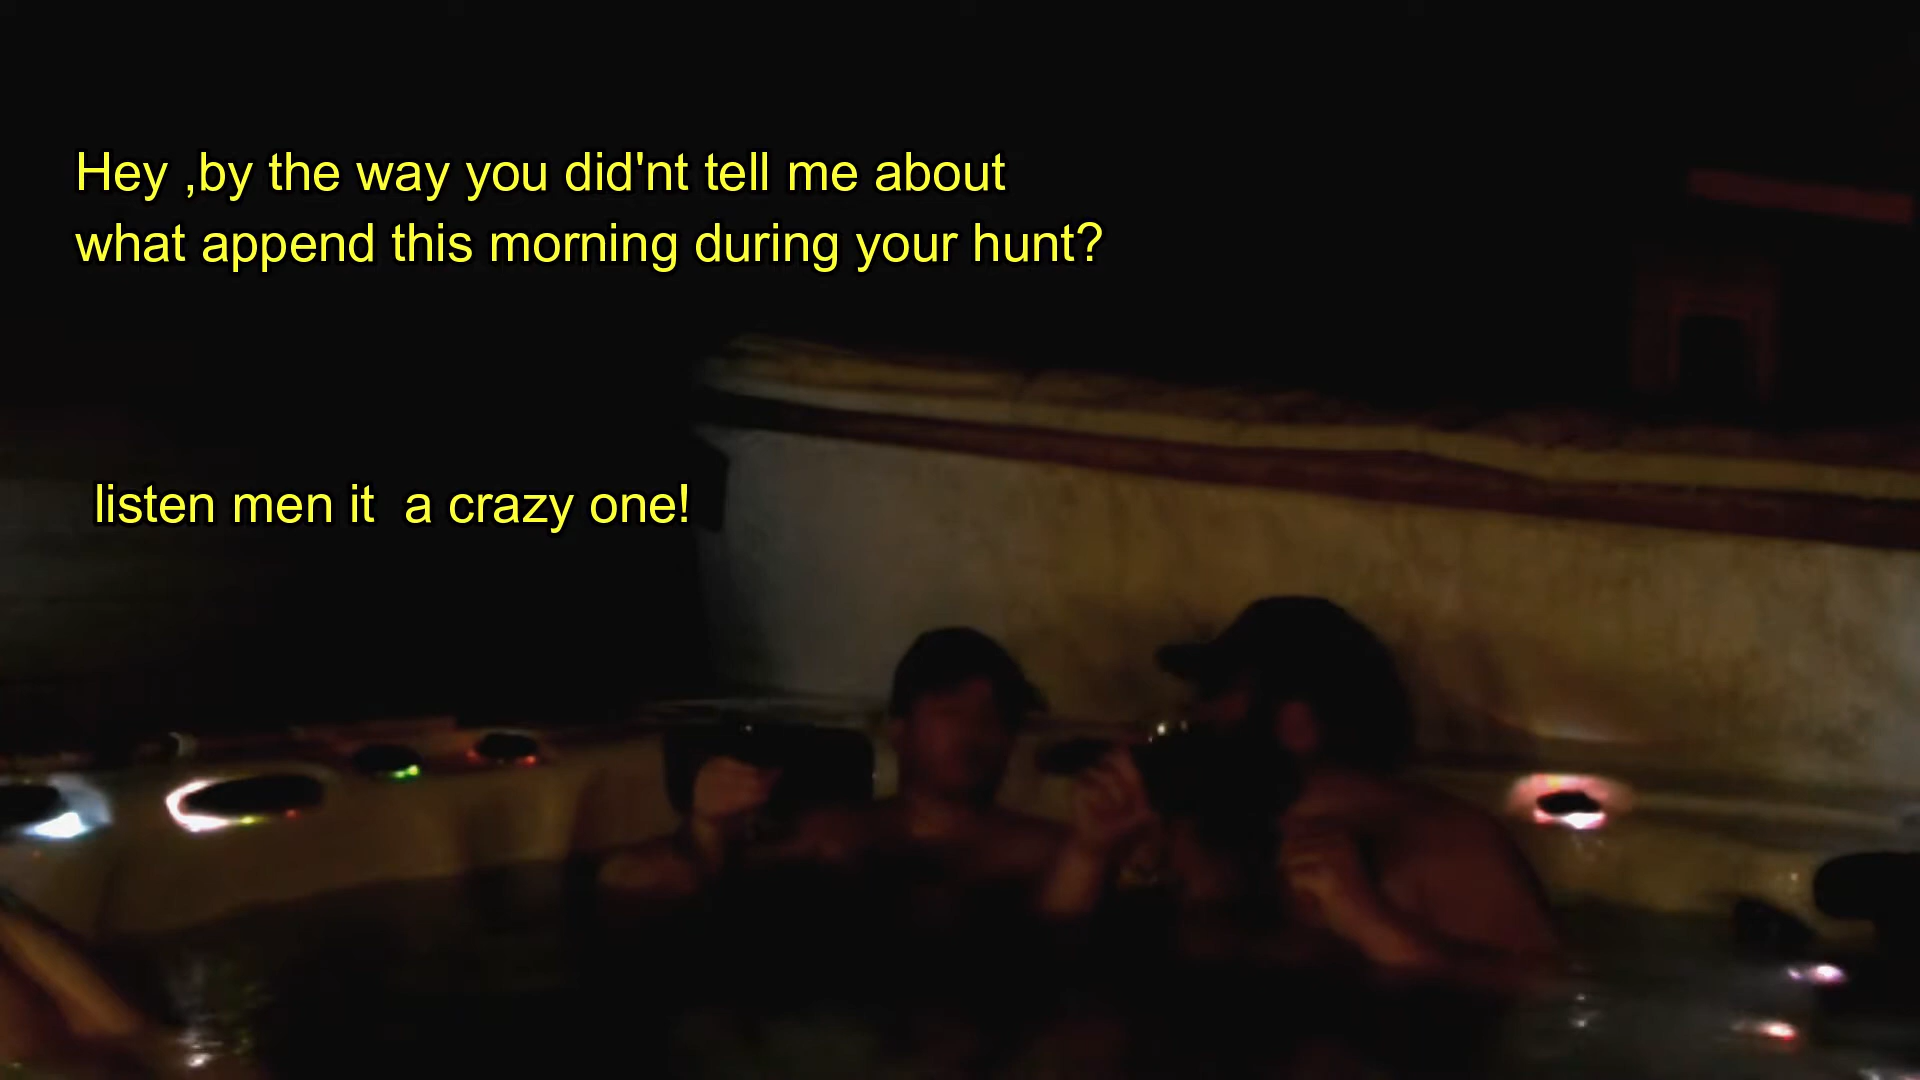 Hey ,by the way you did'nt tell me about
what append this morning during your hunt?
listen men it  a crazy one!